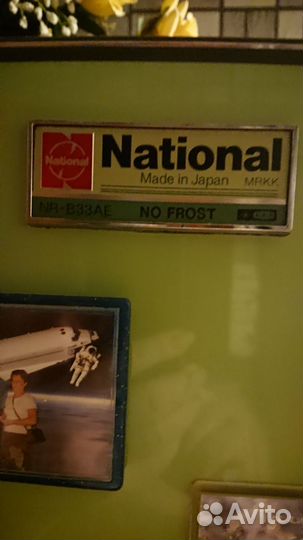 National
National
Made in Japan MRKK
NR-B33AE NO FROST
Avito